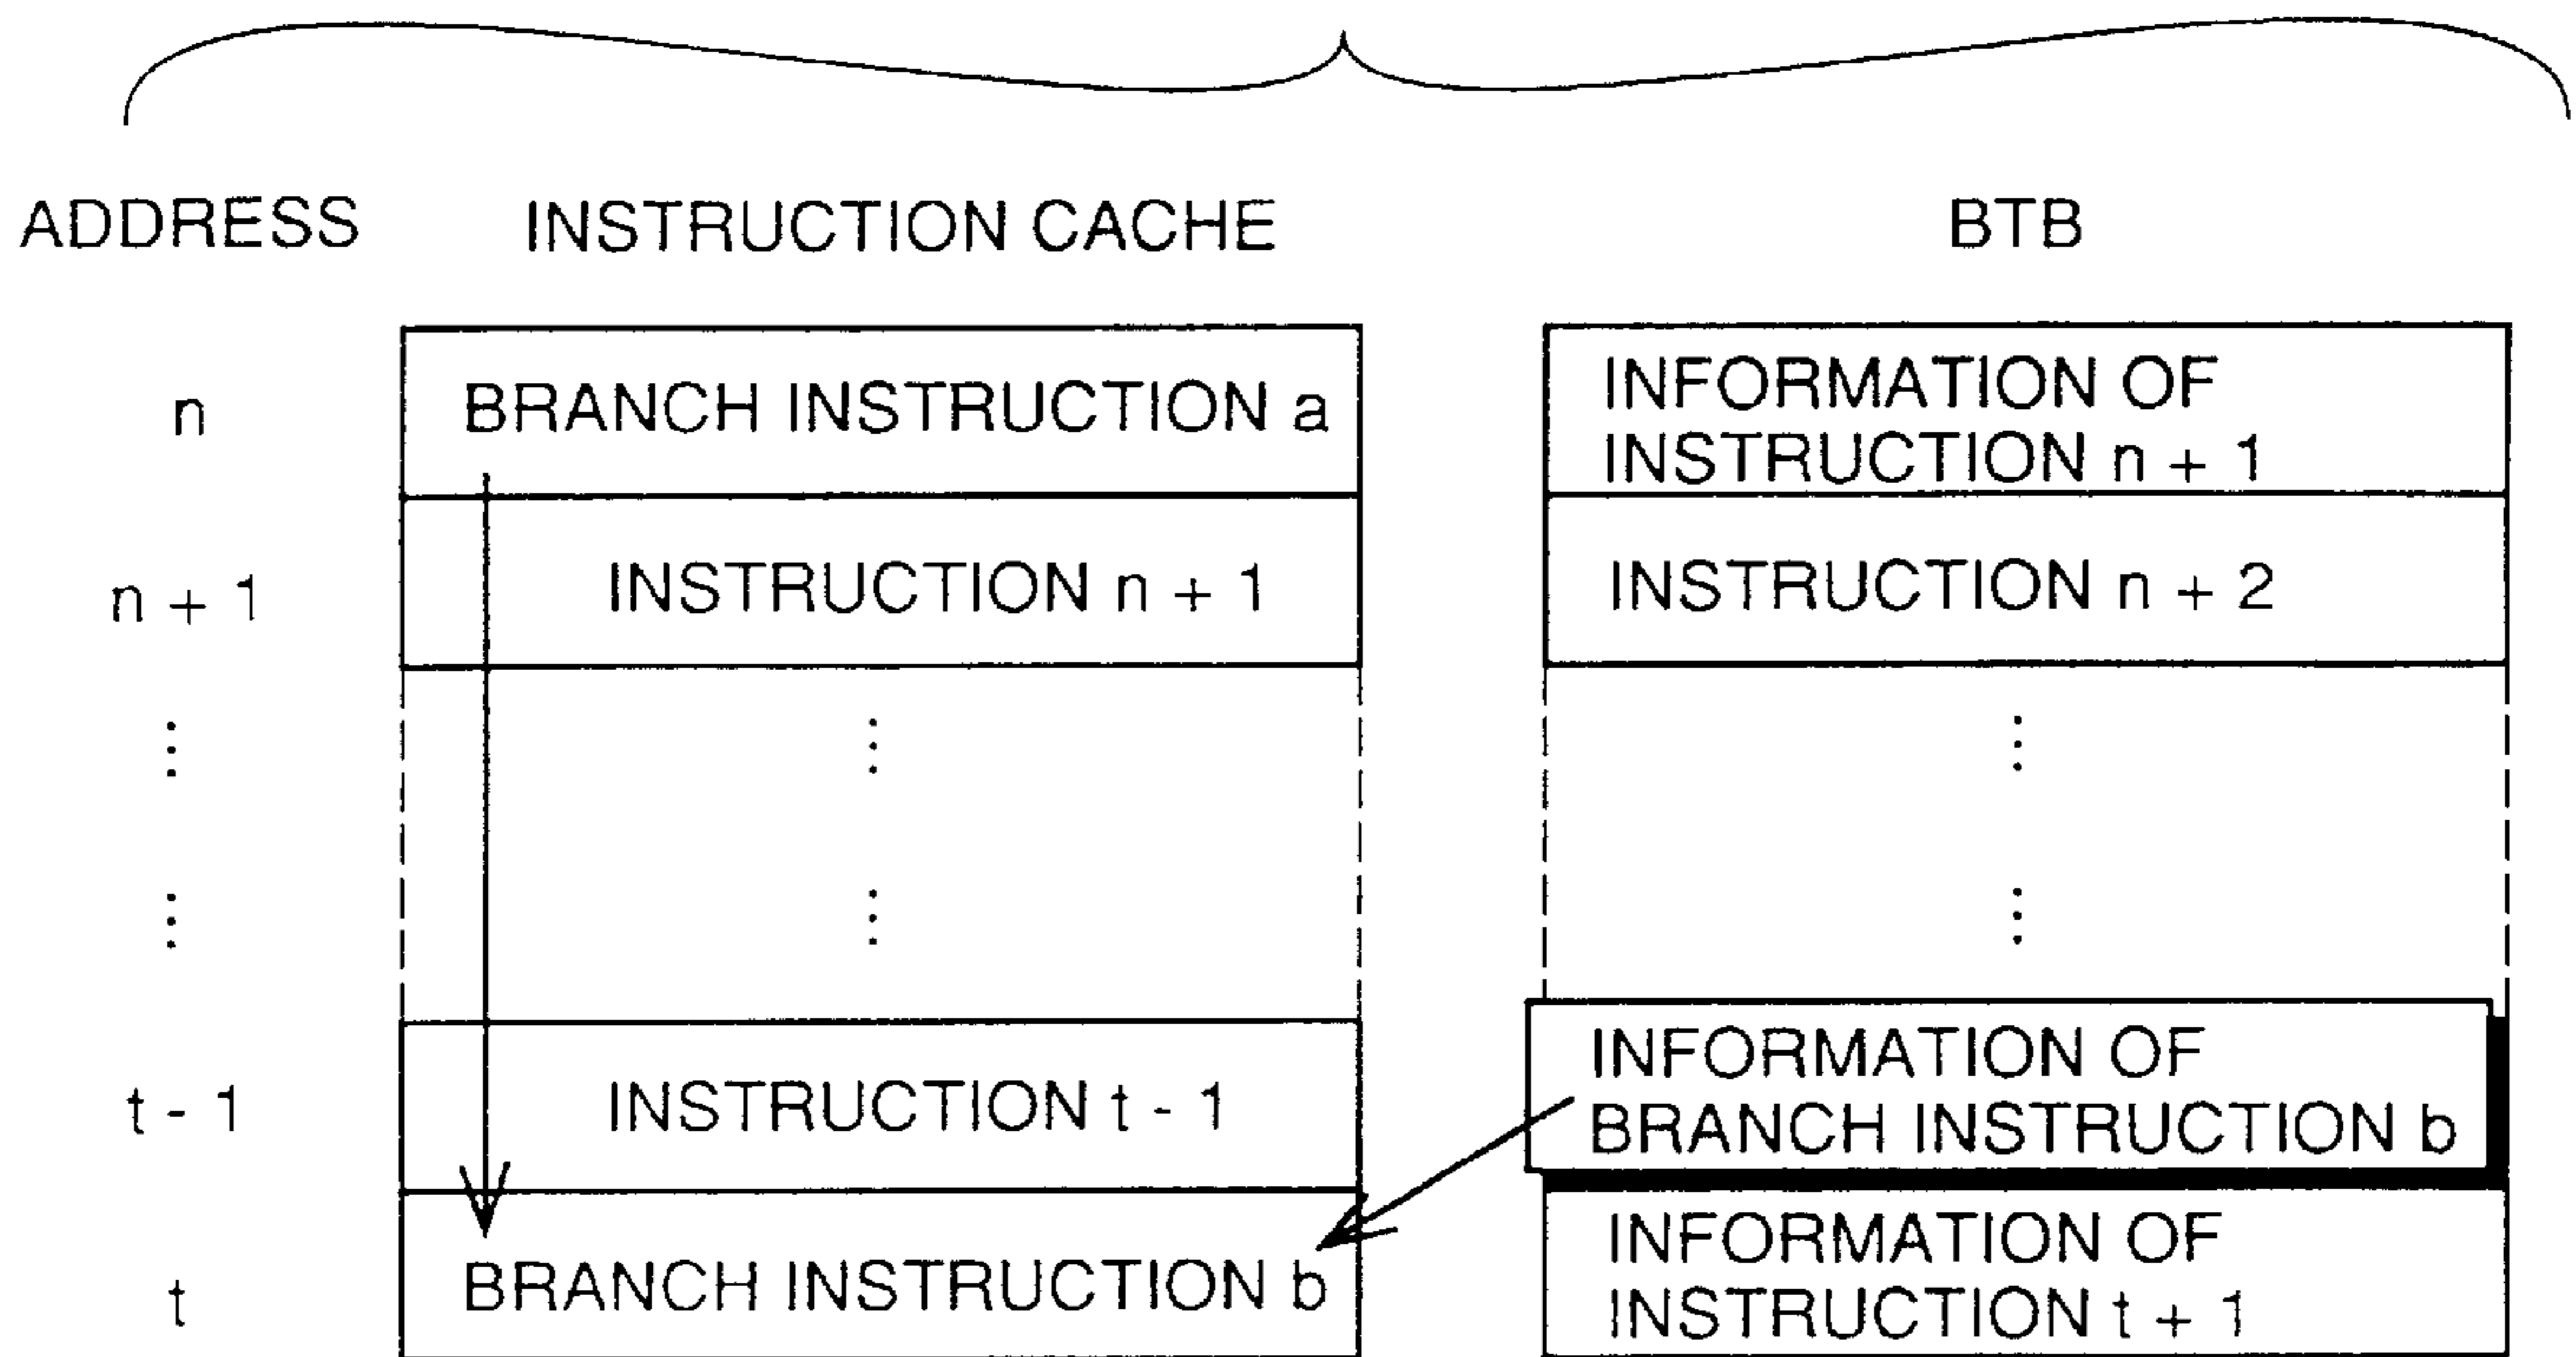 ADDRESS INSTRUCTION CACHE BTB
n BRANCH INSTRUCTION a INFORMATION OF
INSTRUCTION n + 1
n + 1 INSTRUCTION n + 1 INSTRUCTION n + 2
⋮ ⋮ ⋮
⋮ ⋮ ⋮
t - 1 INSTRUCTION t - 1 INFORMATION OF
BRANCH INSTRUCTION b
t BRANCH INSTRUCTION b INFORMATION OF
INSTRUCTION t + 1